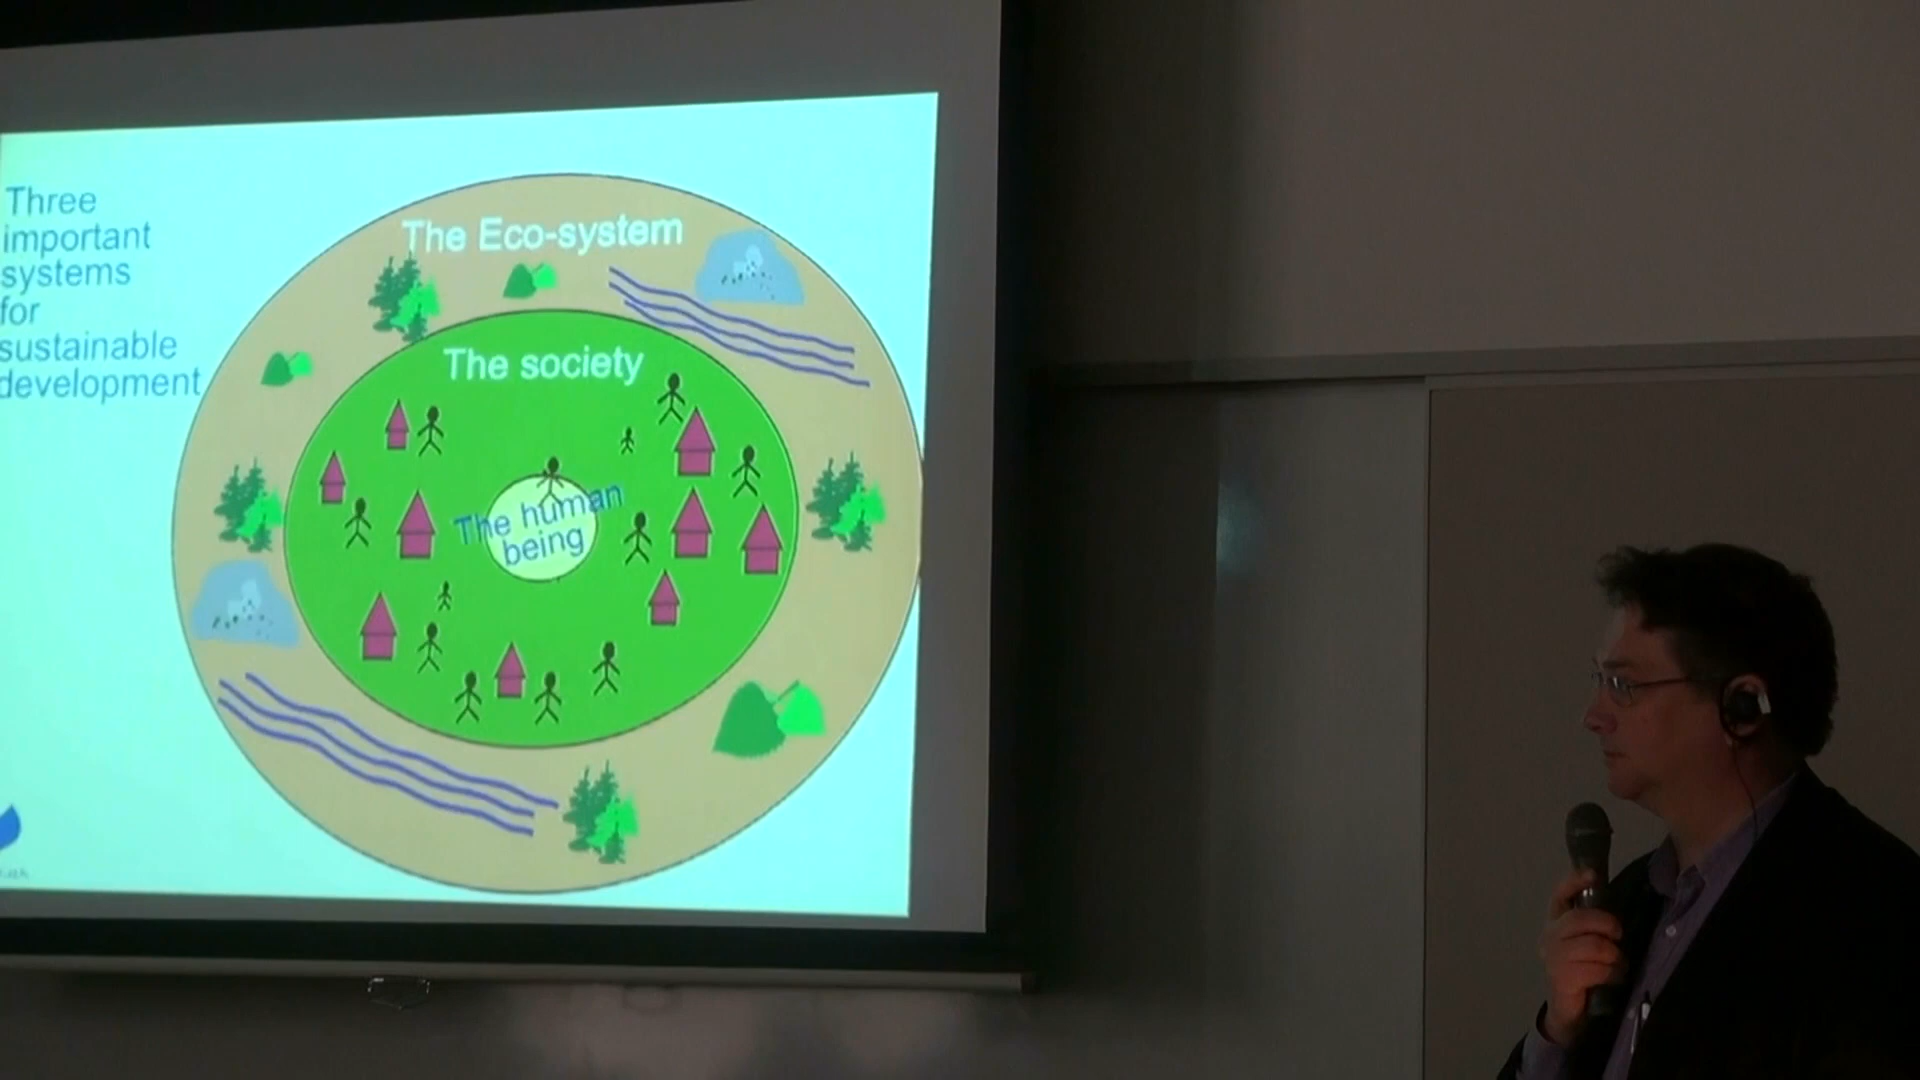 Three
important
systems
for
sustainable
development
The Eco-system
The society
The human
being